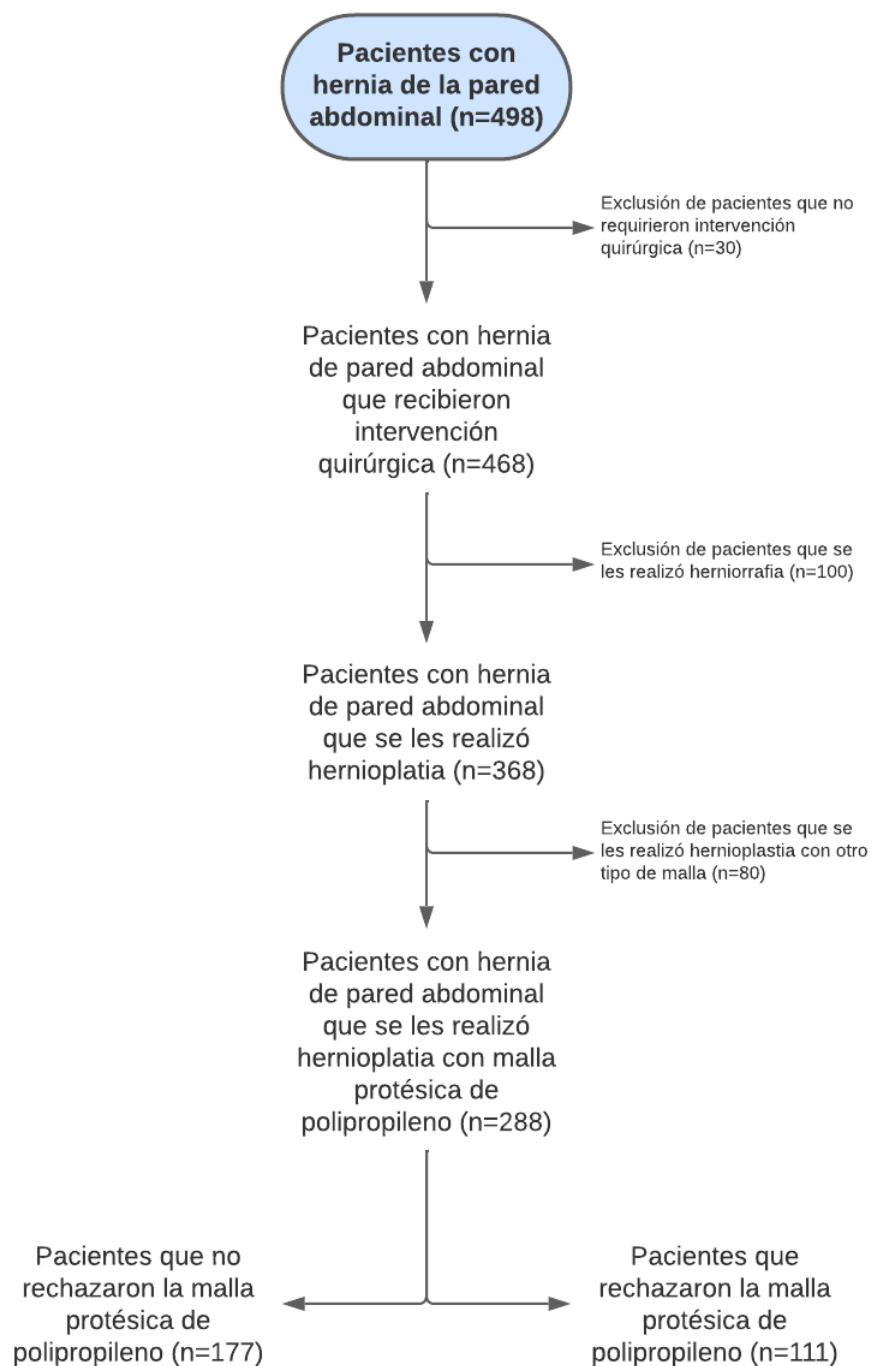 Pacientes con
hernia de la pared
abdominal (n=498)
Exclusión de pacientes que no
requirieron intervención
quirúrgica (n=30)
Pacientes con hernia
de pared abdominal
que recibieron
intervención
quirúrgica (n=468)
Exclusión de pacientes que se
les realizó herniorrafia (n=100)
Pacientes con hernia
de pared abdominal
que se les realizó
hernioplatia (n=368)
Exclusión de pacientes que se
les realizó hernioplastia con otro
tipo de malla (n=80)
Pacientes con hernia
de pared abdominal
que se les realizó
hernioplatia con malla
protésica de
polipropileno (n=288)
Pacientes que no
rechazaron la malla
protésica de
polipropileno (n=177)
Pacientes que
rechazaron la malla
protésica de
polipropileno (n=111)